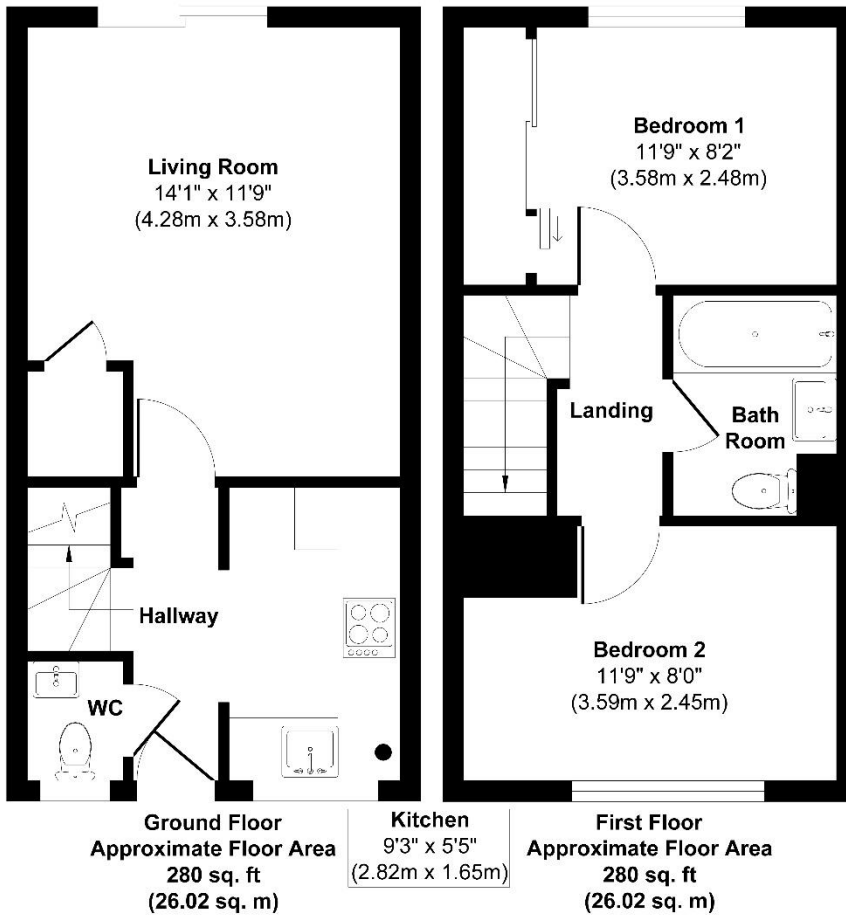 Living Room
14'1" x 11'9"
(4.28m x 3.58m)
Hallway
WC
Ground Floor
Approximate Floor Area
280 sq. ft
(26.02 sq. m)
Kitchen
9'3" x 5'5"
(2.82m x 1.65m)
Bedroom 1
11'9" x 8'2"
(3.58m x 2.48m)
Landing
Bath
Room
Bedroom 2
11'9" x 8'0"
(3.59m x 2.45m)
First Floor
Approximate Floor Area
280 sq. ft
(26.02 sq. m)